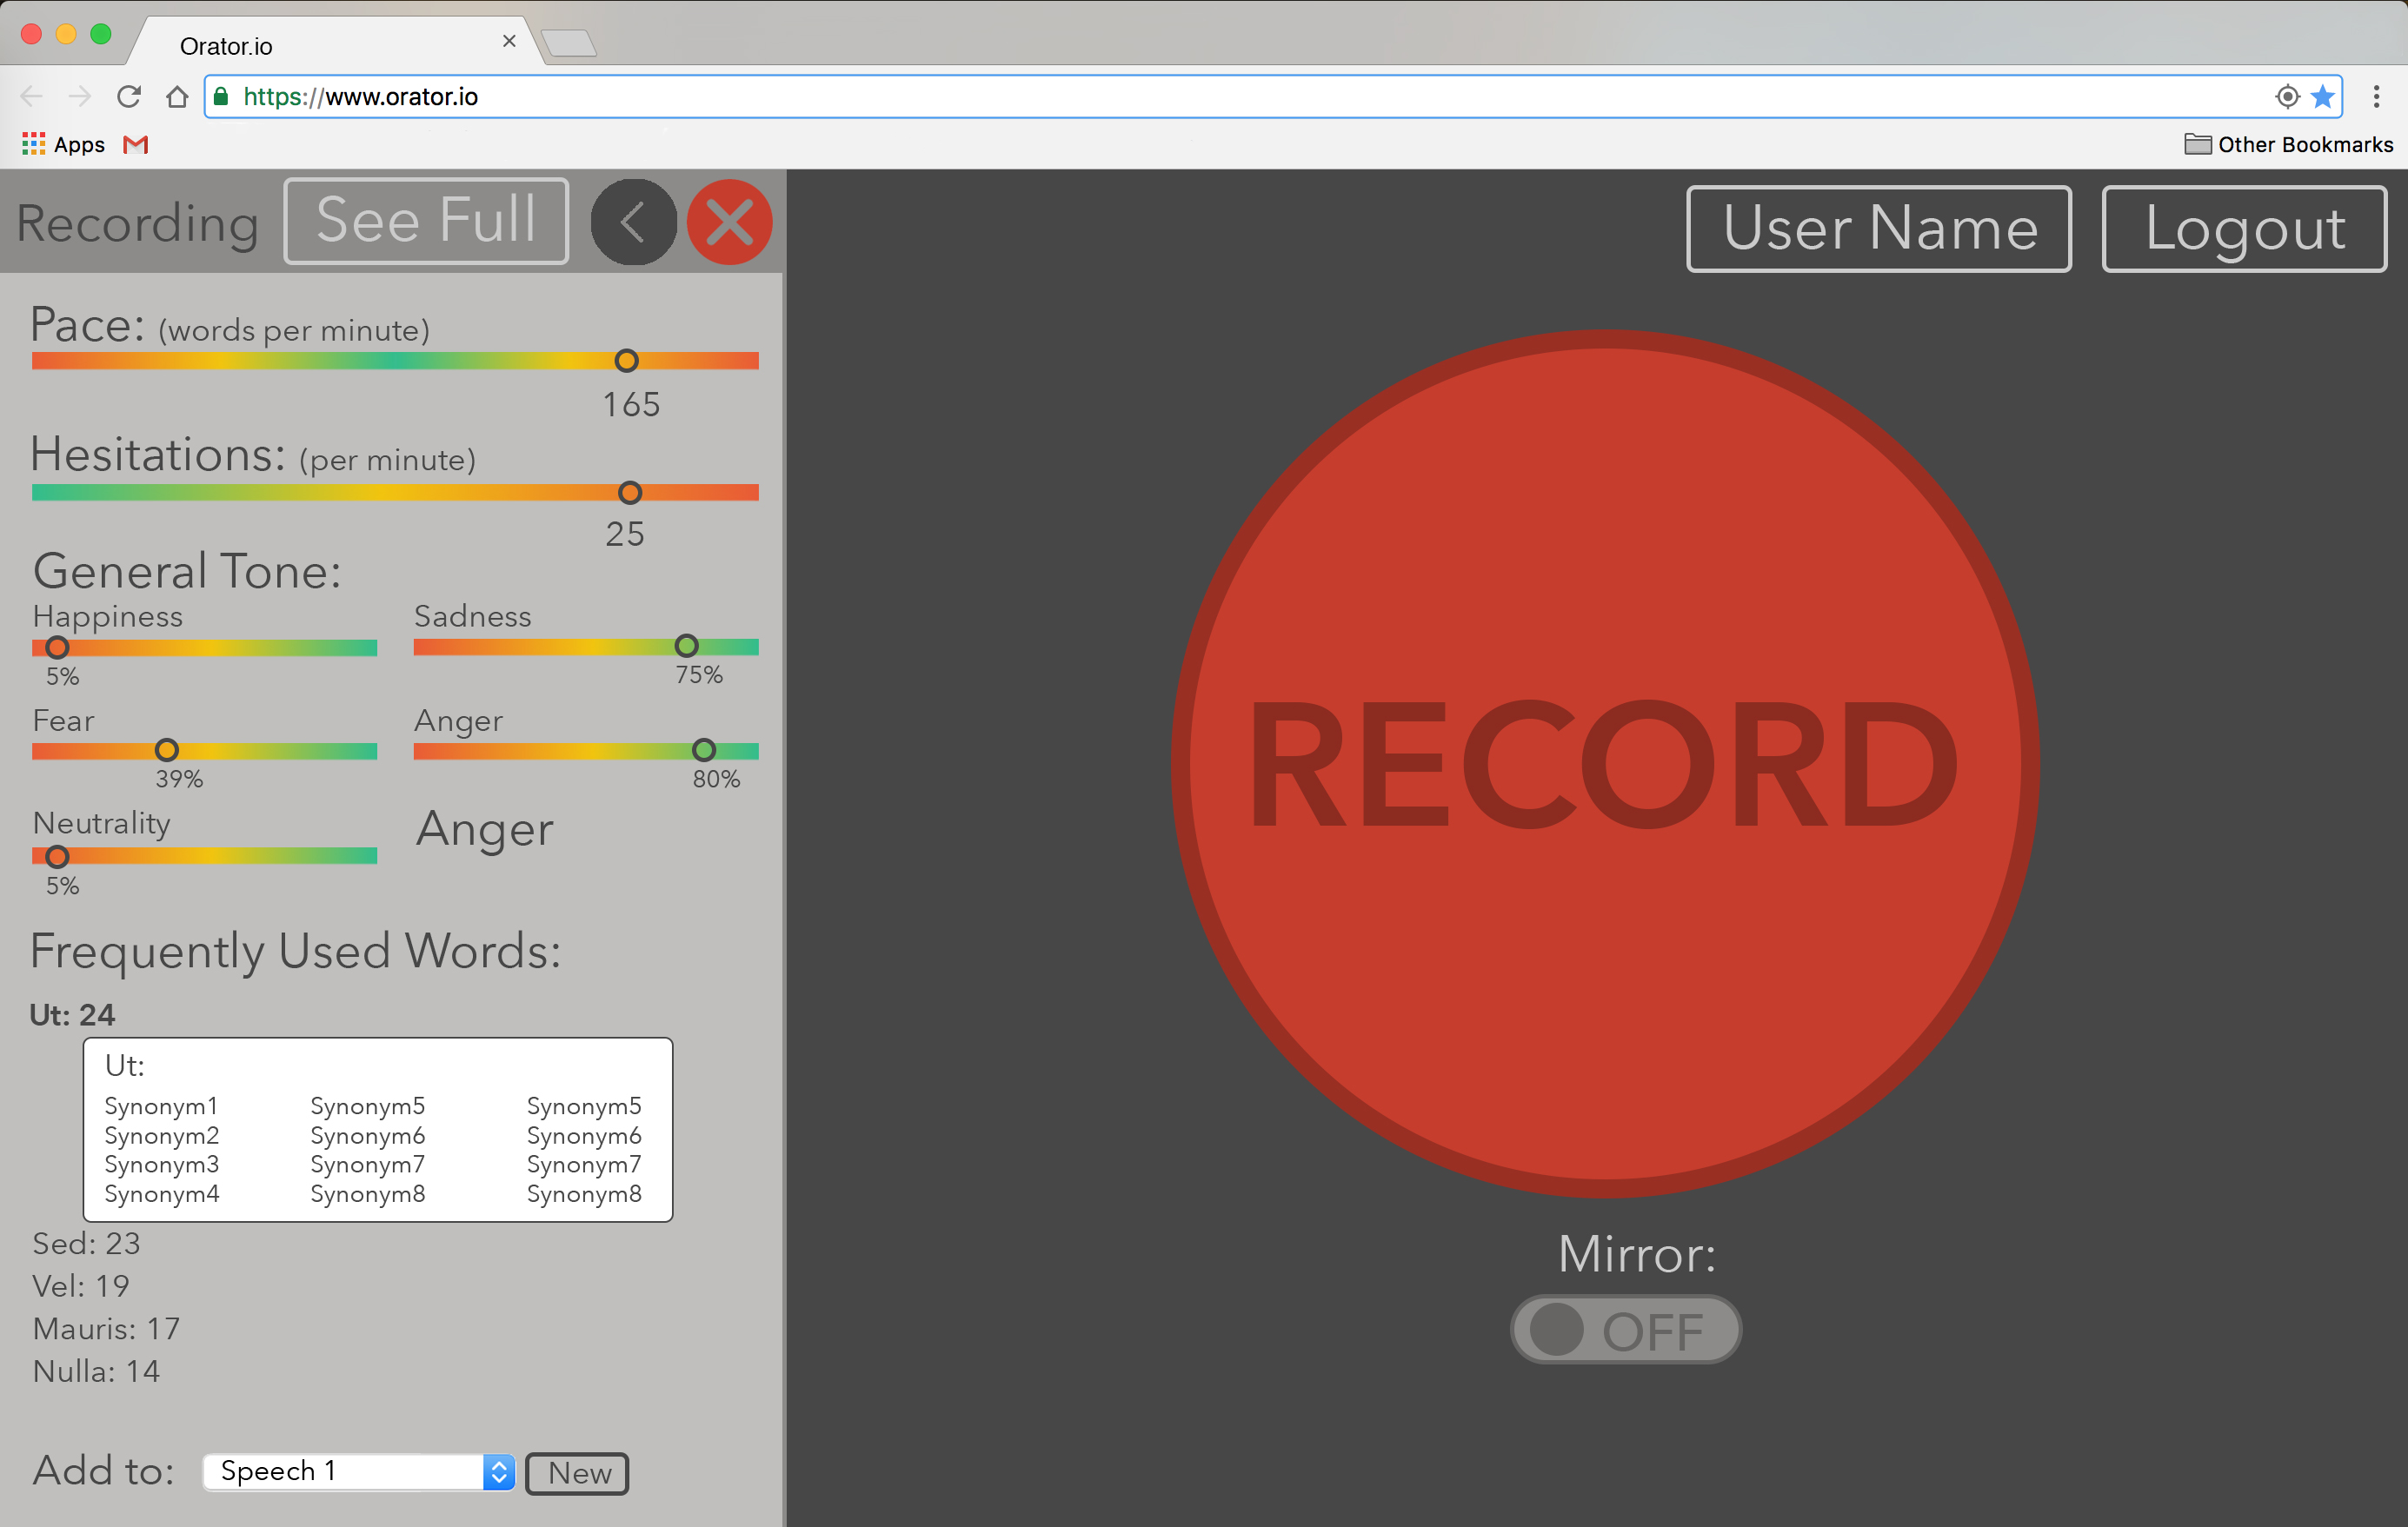 Orator.io
https://www.orator.io
Apps
Other Bookmarks
Recording
See Full
User Name
Logout
Pace: (words per minute)
165
Hesitations: (per minute)
25
General Tone:
Happiness
5%
Sadness
75%
Fear
39%
Anger
80%
Neutrality
5%
Anger
Frequently Used Words:
Ut: 24
Ut:
Synonym1 Synonym5 Synonym5
Synonym2 Synonym6 Synonym6
Synonym3 Synonym7 Synonym7
Synonym4 Synonym8 Synonym8
Sed: 23
Vel: 19
Mauris: 17
Nulla: 14
Add to: Speech 1 New
RECORD
Mirror:
OFF